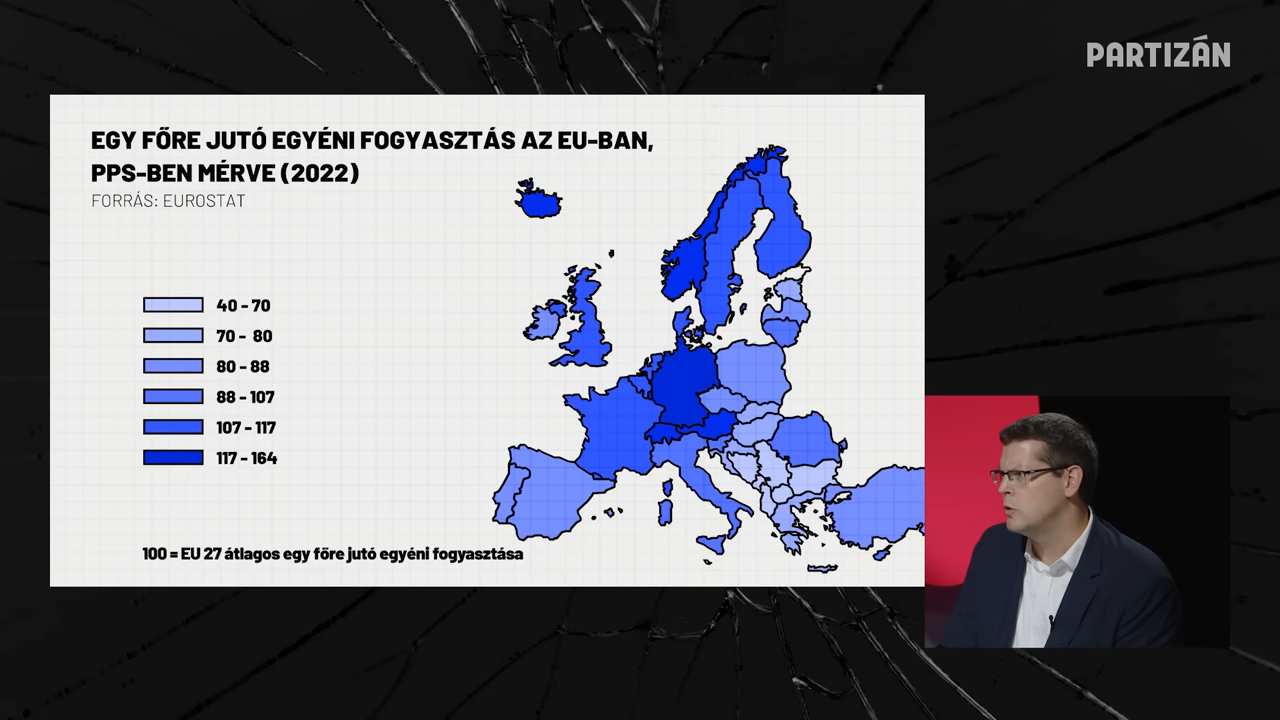 PARTIZÁN
EGY FŐRE JUTÓ EGYÉNI FOGYASZTÁS AZ EU-BAN,
PPS-BEN MÉRVE (2022)
FORRÁS: EUROSTAT
40 - 70
70 - 80
80 - 88
88 - 107
107 - 117
117 - 164
100 = EU 27 átlagos egy főre jutó egyéni fogyasztása